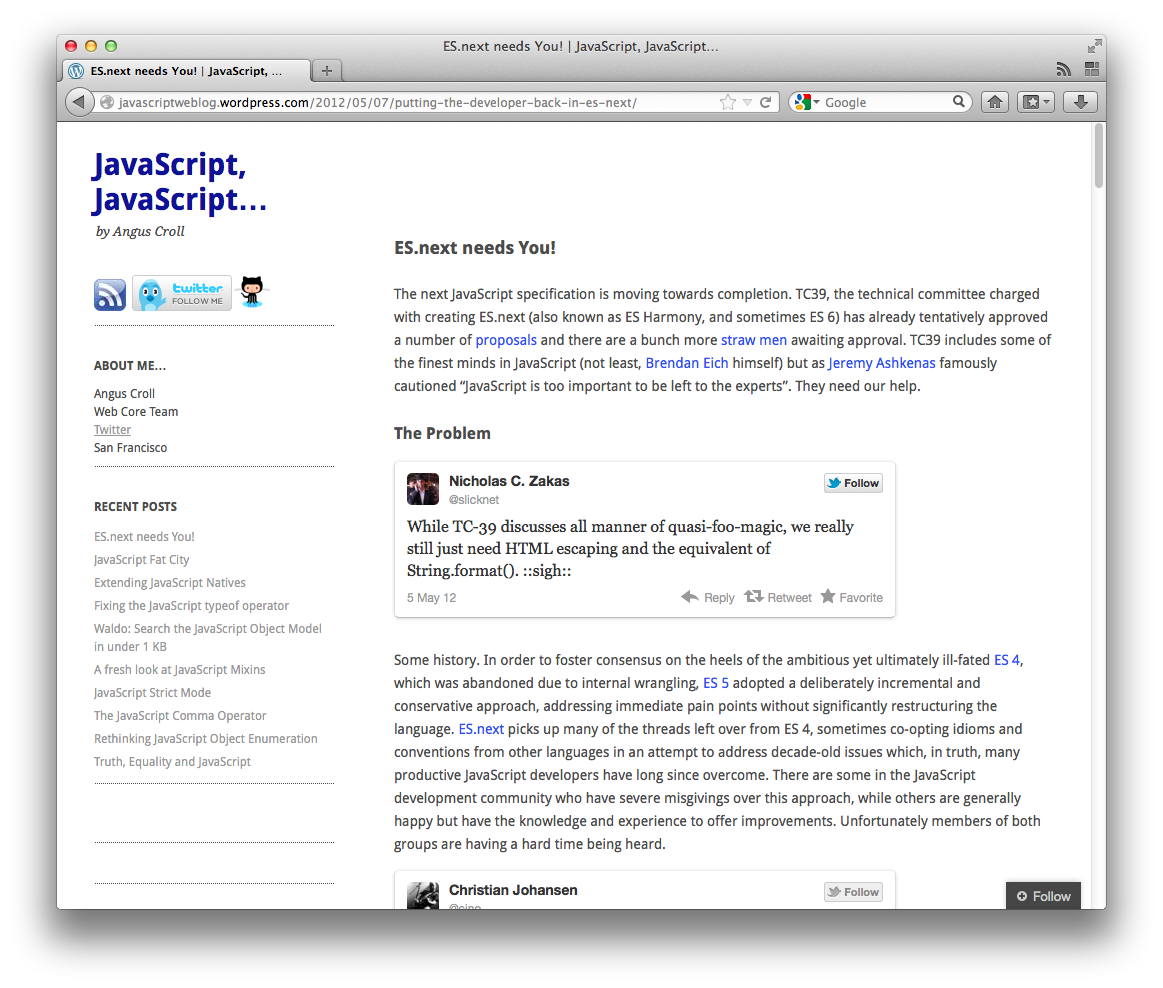 ES.next needs You! | JavaScript, JavaScript…
ES.next needs You! | JavaScript, ...
javascriptweblog.wordpress.com/2012/05/07/putting-the-developer-back-in-es-next/
Google
JavaScript,
JavaScript…
by Angus Croll
twitter
FOLLOW ME
ABOUT ME…
Angus Croll
Web Core Team
Twitter
San Francisco
RECENT POSTS
ES.next needs You!
JavaScript Fat City
Extending JavaScript Natives
Fixing the JavaScript typeof operator
Waldo: Search the JavaScript Object Model
in under 1 KB
A fresh look at JavaScript Mixins
JavaScript Strict Mode
The JavaScript Comma Operator
Rethinking JavaScript Object Enumeration
Truth, Equality and JavaScript
ES.next needs You!
The next JavaScript specification is moving towards completion. TC39, the technical committee charged
with creating ES.next (also known as ES Harmony, and sometimes ES 6) has already tentatively approved
a number of proposals and there are a bunch more straw men awaiting approval. TC39 includes some of
the finest minds in JavaScript (not least, Brendan Eich himself) but as Jeremy Ashkenas famously
cautioned “JavaScript is too important to be left to the experts”. They need our help.
The Problem
Nicholas C. Zakas
@slicknet
Follow
While TC-39 discusses all manner of quasi-foo-magic, we really
still just need HTML escaping and the equivalent of
String.format(). ::sigh::
5 May 12
Reply
Retweet
Favorite
Some history. In order to foster consensus on the heels of the ambitious yet ultimately ill-fated ES 4,
which was abandoned due to internal wrangling, ES 5 adopted a deliberately incremental and
conservative approach, addressing immediate pain points without significantly restructuring the
language. ES.next picks up many of the threads left over from ES 4, sometimes co-opting idioms and
conventions from other languages in an attempt to address decade-old issues which, in truth, many
productive JavaScript developers have long since overcome. There are some in the JavaScript
development community who have severe misgivings over this approach, while others are generally
happy but have the knowledge and experience to offer improvements. Unfortunately members of both
groups are having a hard time being heard.
Christian Johansen
Follow
Follow